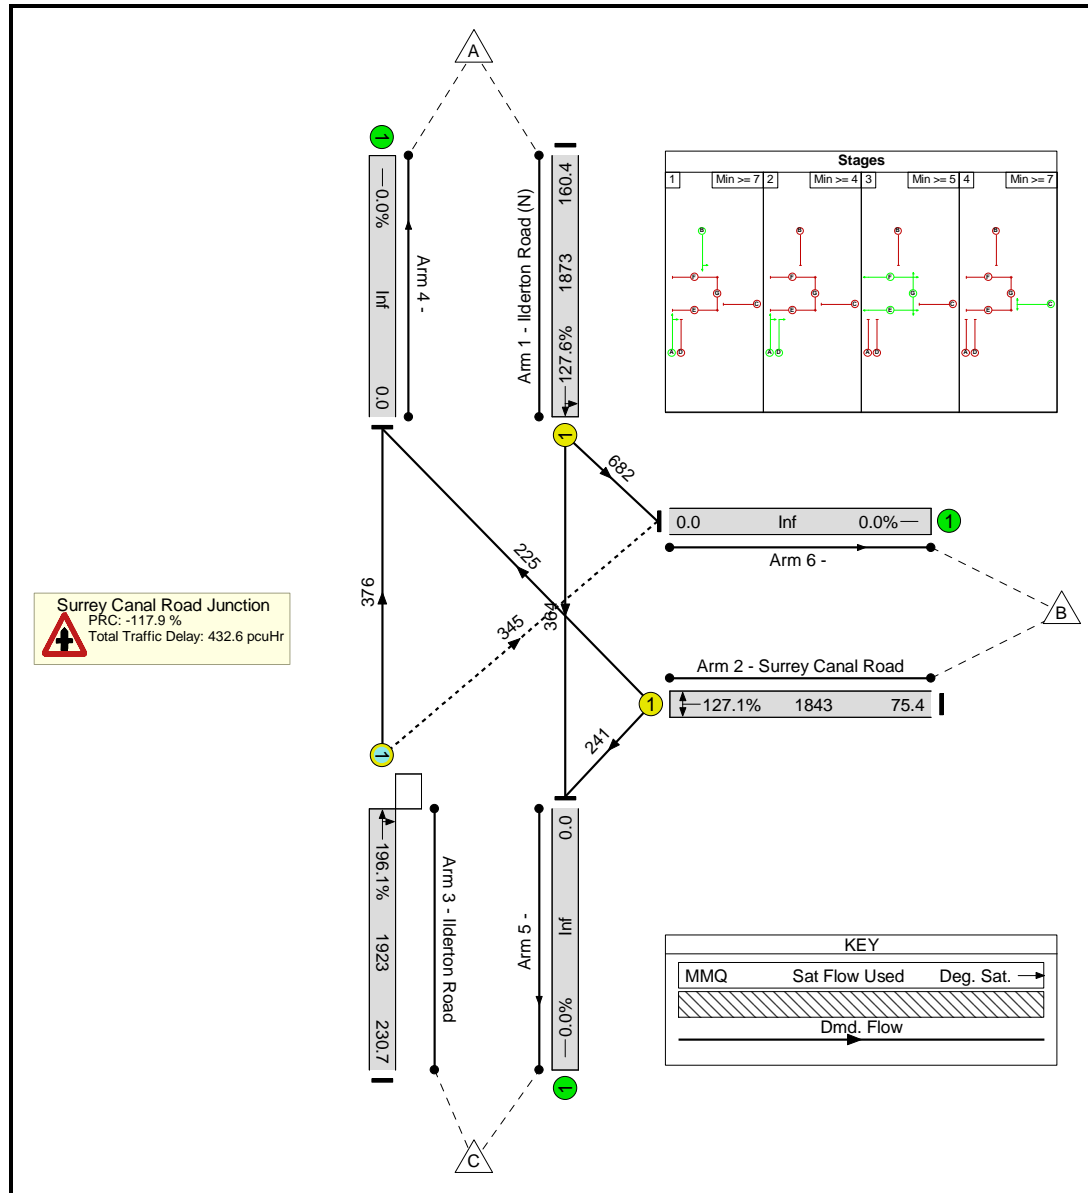 A
1
0.0%
Inf
0.0
Arm 4 -
Arm 1 - Ilderton Road (N)
160.4
1873
127.6%
1
Stages
1
Min >= 7
2
Min >= 4
3
Min >= 5
4
Min >= 7
B
F
G
E
C
A
D
B
F
G
E
C
A
D
B
F
G
E
C
A
D
B
F
G
E
C
A
D
682
0.0 Inf 0.0%
1
Arm 6 -
225
376
364
345
B
Surrey Canal Road Junction
PRC: -117.9 %
Total Traffic Delay: 432.6 pcuHr
Arm 2 - Surrey Canal Road
1
127.1% 1843 75.4
241
1
196.1%
1923
230.7
Arm 3 - Ilderton Road
Arm 5 -
0.0
Inf
0.0%
1
C
KEY
MMQ Sat Flow Used Deg. Sat.
Dmd. Flow